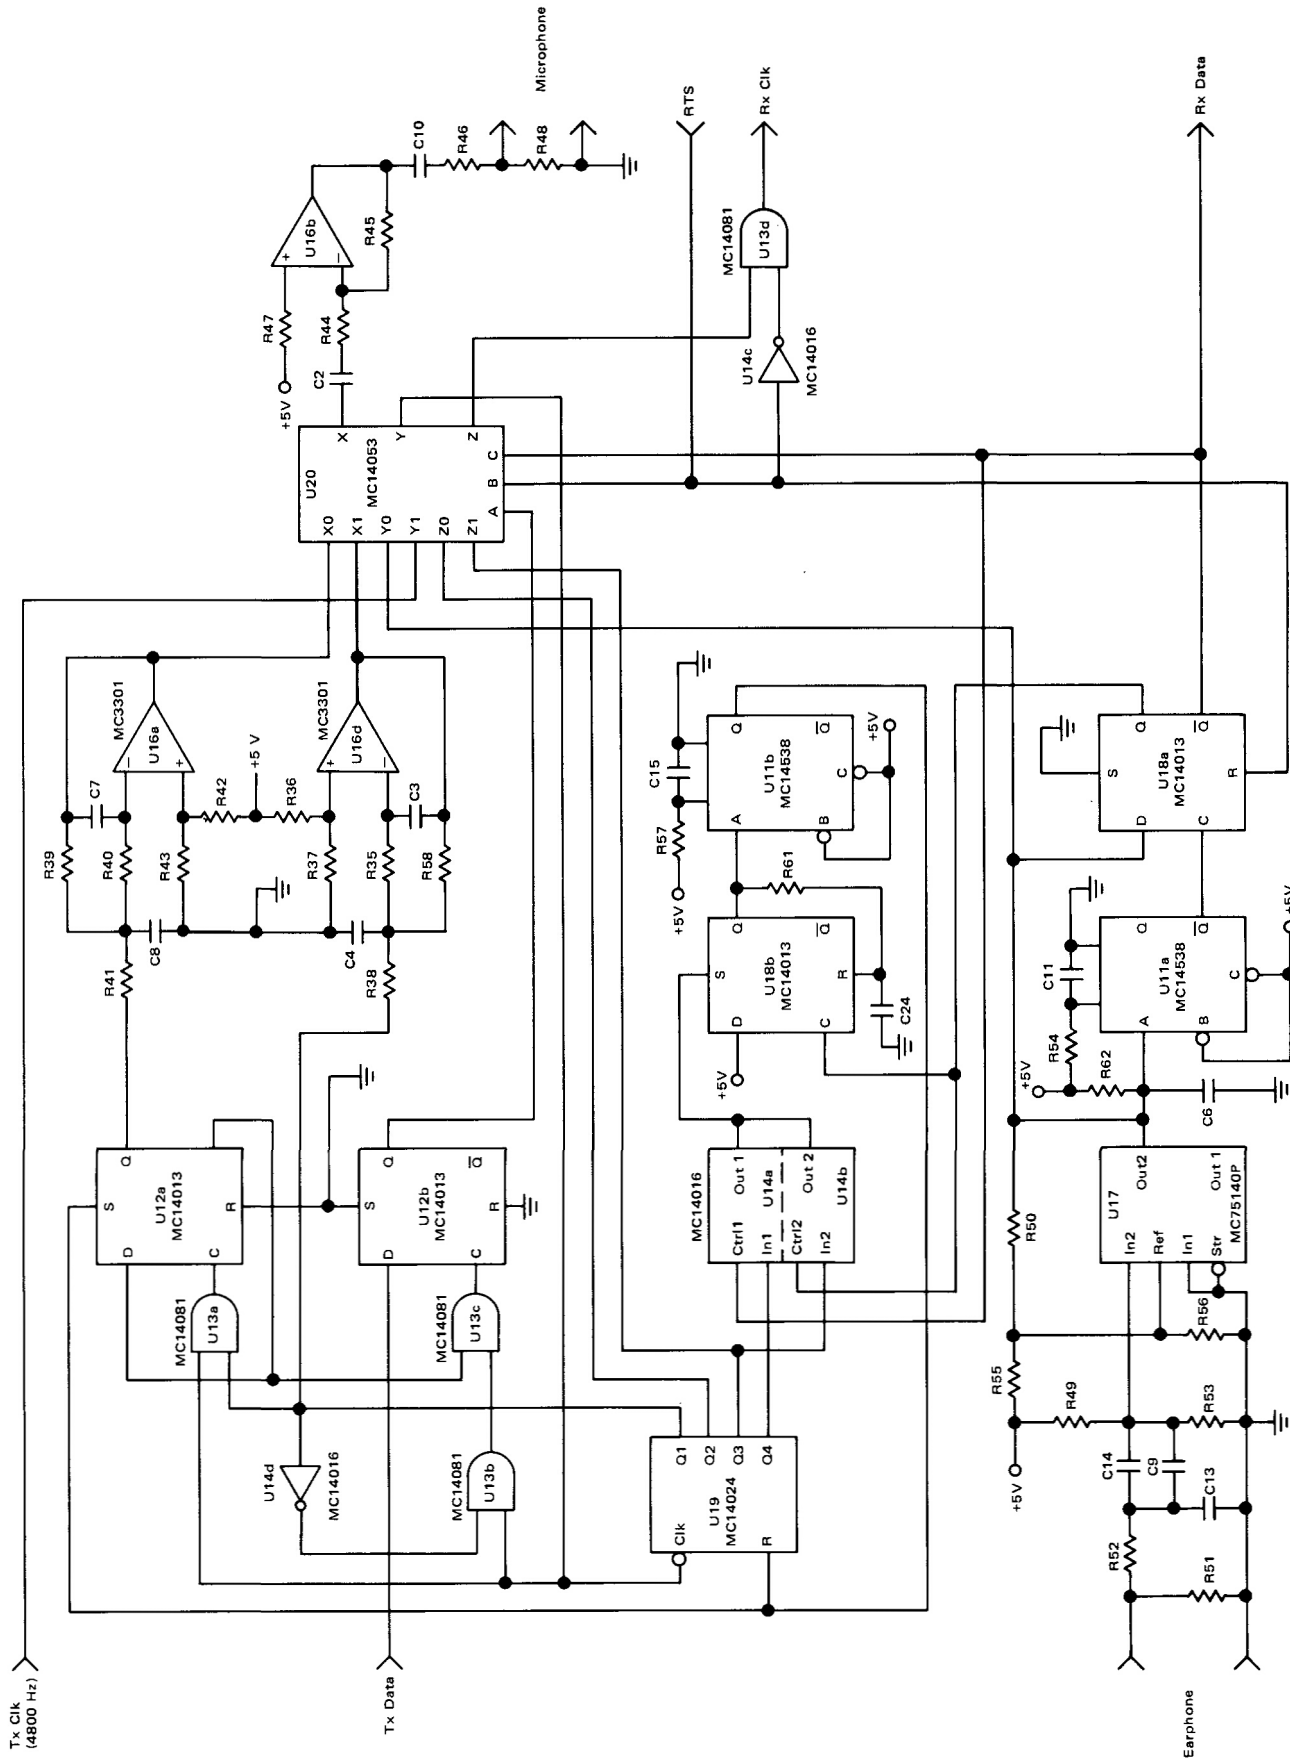 Tx Clk
(4800 Hz)
Tx Data
Earphone
Microphone
RTS
Rx Clk
Rx Data
R39
C7
R40
R41
C8
R43
R42
MC3301
U16a
−
+
+5 V
R36
R37
MC3301
U16d
+
−
R35
C3
C4
R58
R38
U12a
MC14013
S
D
C
Q
R
MC14081
U13a
U12b
MC14013
S
D
C
Q
Q
R
MC14081
U13c
U14d
MC14016
MC14081
U13b
U19
MC14024
Clk
R
Q1
Q2
Q3
Q4
U20
MC14053
X0
X1
Y0
Y1
Z0
Z1
X
Y
Z
A
B
C
+5V
R47
C2
R44
U16b
+
−
R45
C10
R46
R48
MC14081
U13d
U14c
MC14016
MC14016
Ctrl1
In1
Ctrl2
In2
Out 1
U14a
Out 2
U14b
+5V
U18b
MC14013
S
D
C
Q
Q
R
C24
R61
+5V
R57
C15
U11b
MC14538
A
B
C
Q
Q
+5V
R50
R55
+5V
R49
R53
R56
C14
C9
C13
R52
R51
U17
MC75140P
In2
Ref
In1
Str
Out2
Out 1
+5V
R54
R62
C6
C11
U11a
MC14538
A
B
C
Q
Q
+5V
U18a
MC14013
S
D
C
Q
Q
R